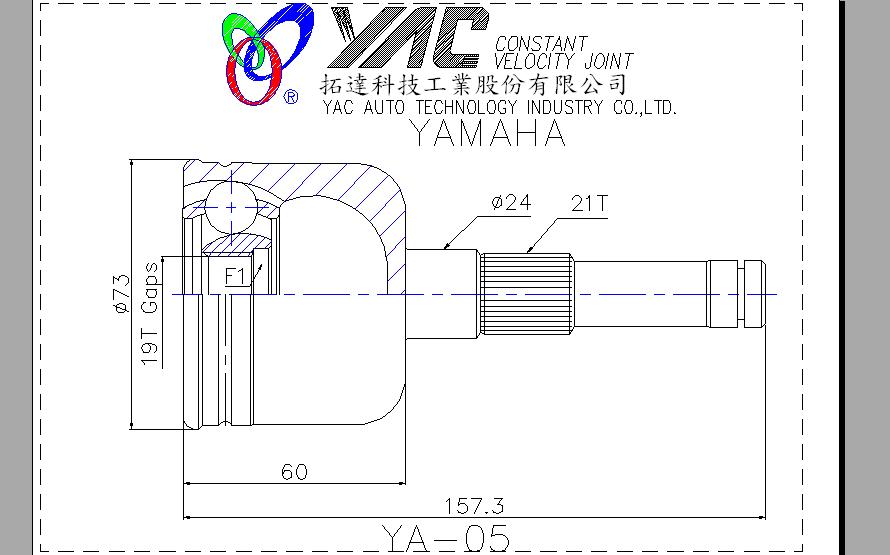 YAC CONSTANT
VELOCITY JOINT
®
拓達科技工業股份有限公司
YAC AUTO TECHNOLOGY INDUSTRY CO.,LTD.
YAMAHA
ø24
21T
ø73
19T Gaps
F1
60
157.3
YA-05